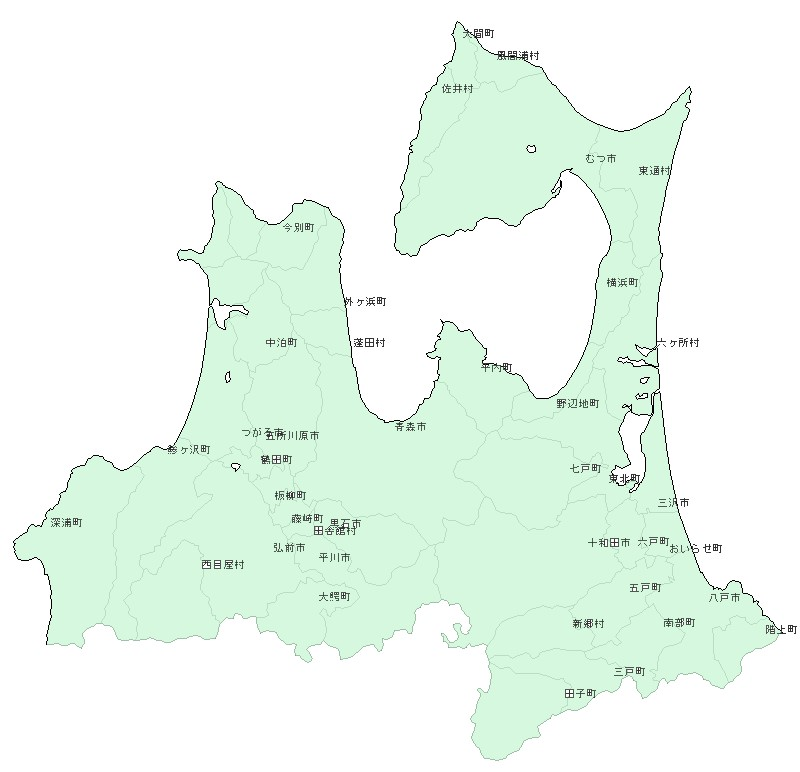 大間町
風間浦村
佐井村
むつ市
東通村
今別町
横浜町
外ヶ浜町
中泊町
蓬田村
六ヶ所村
平内町
野辺地町
青森市
つがる市
五所川原市
鰺ヶ沢町
鶴田町
七戸町
東北町
板柳町
三沢市
藤崎町
黒石市
深浦町
田舎館村
十和田市
六戸町
おいらせ町
弘前市
平川市
西目屋村
五戸町
大鰐町
八戸市
新郷村
南部町
階上町
三戸町
田子町